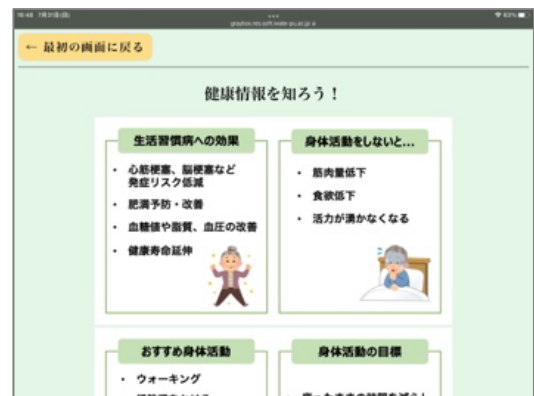 ← 最初の画面に戻る
健康情報を知ろう！
生活習慣病への効果
・ 心筋梗塞、脳梗塞など
発症リスク低減
・ 肥満予防・改善
・ 血糖値や脂質、血圧の改善
・ 健康寿命延伸
身体活動をしないと...
・ 筋肉量低下
・ 食欲低下
・ 活力が湧かなくなる
おすすめ身体活動
・ ウォーキング
身体活動の目標